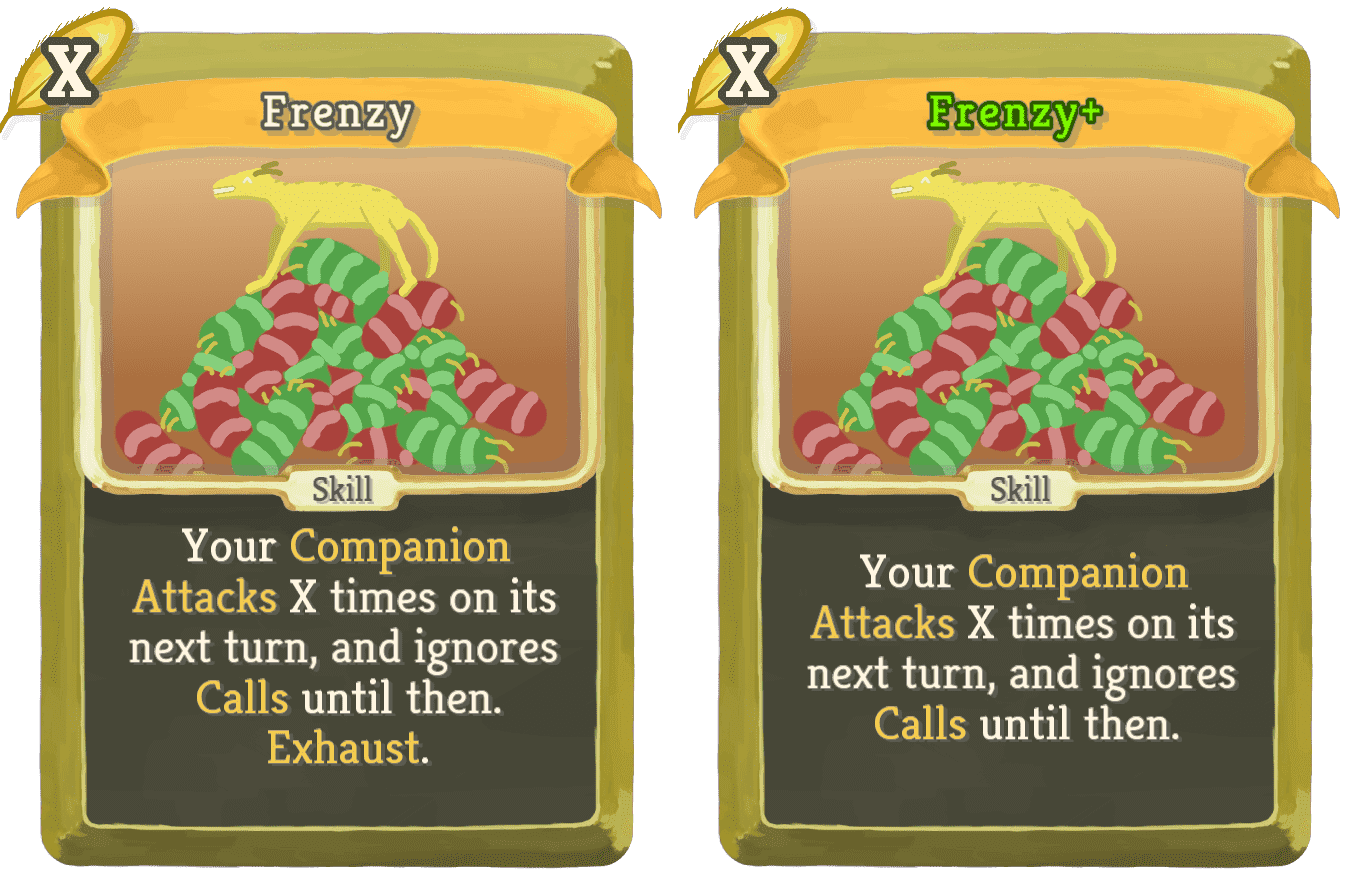 X
Frenzy
Skill
Your Companion
Attacks X times on its
next turn, and ignores
Calls until then.
Exhaust.
X
Frenzy+
Skill
Your Companion
Attacks X times on its
next turn, and ignores
Calls until then.